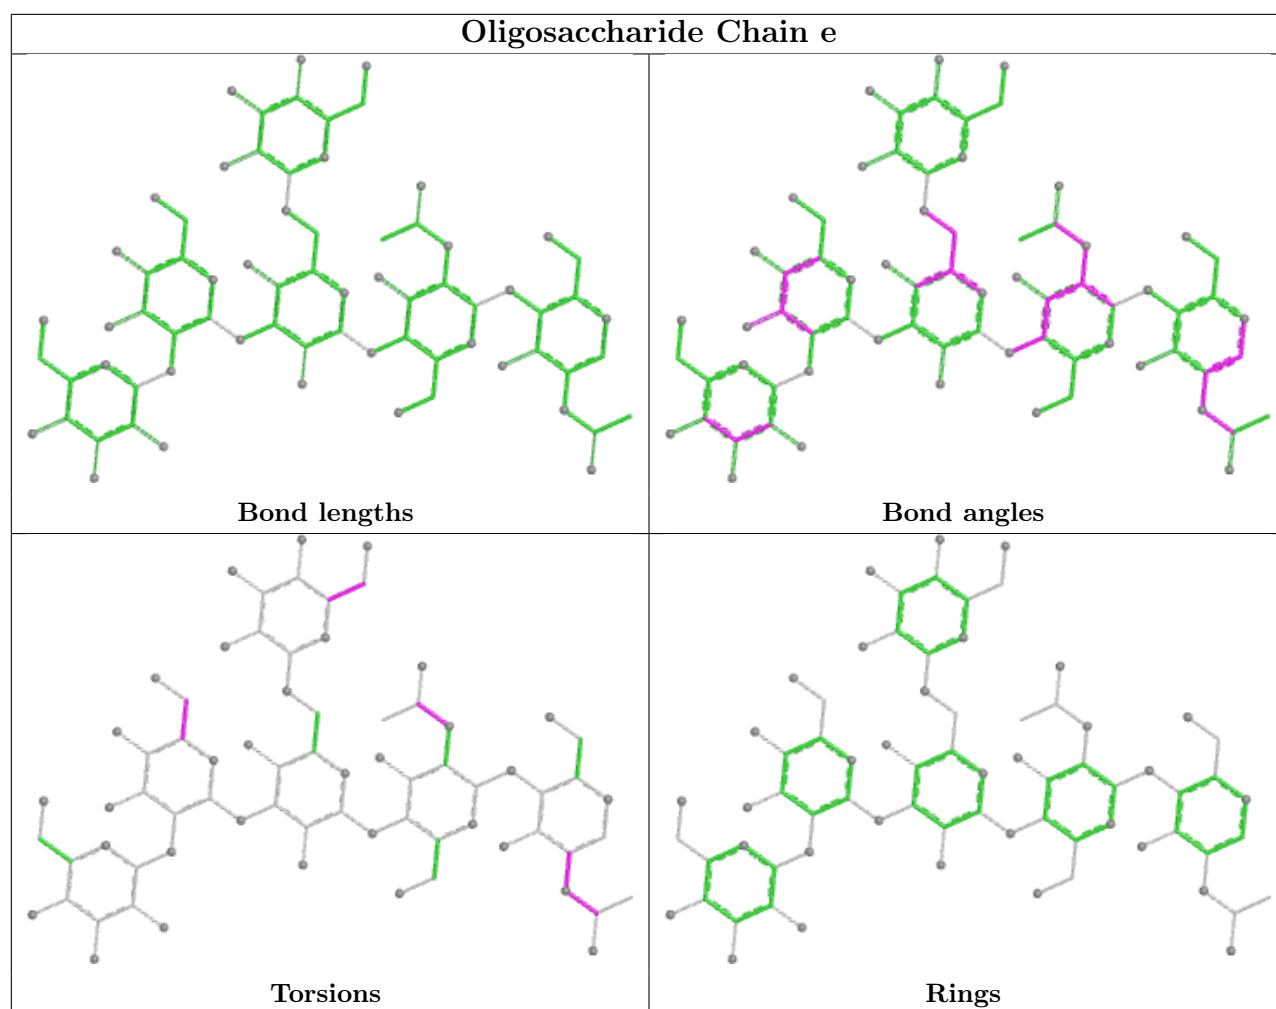 Oligosaccharide Chain e
Bond lengths
Bond angles
Torsions
Rings